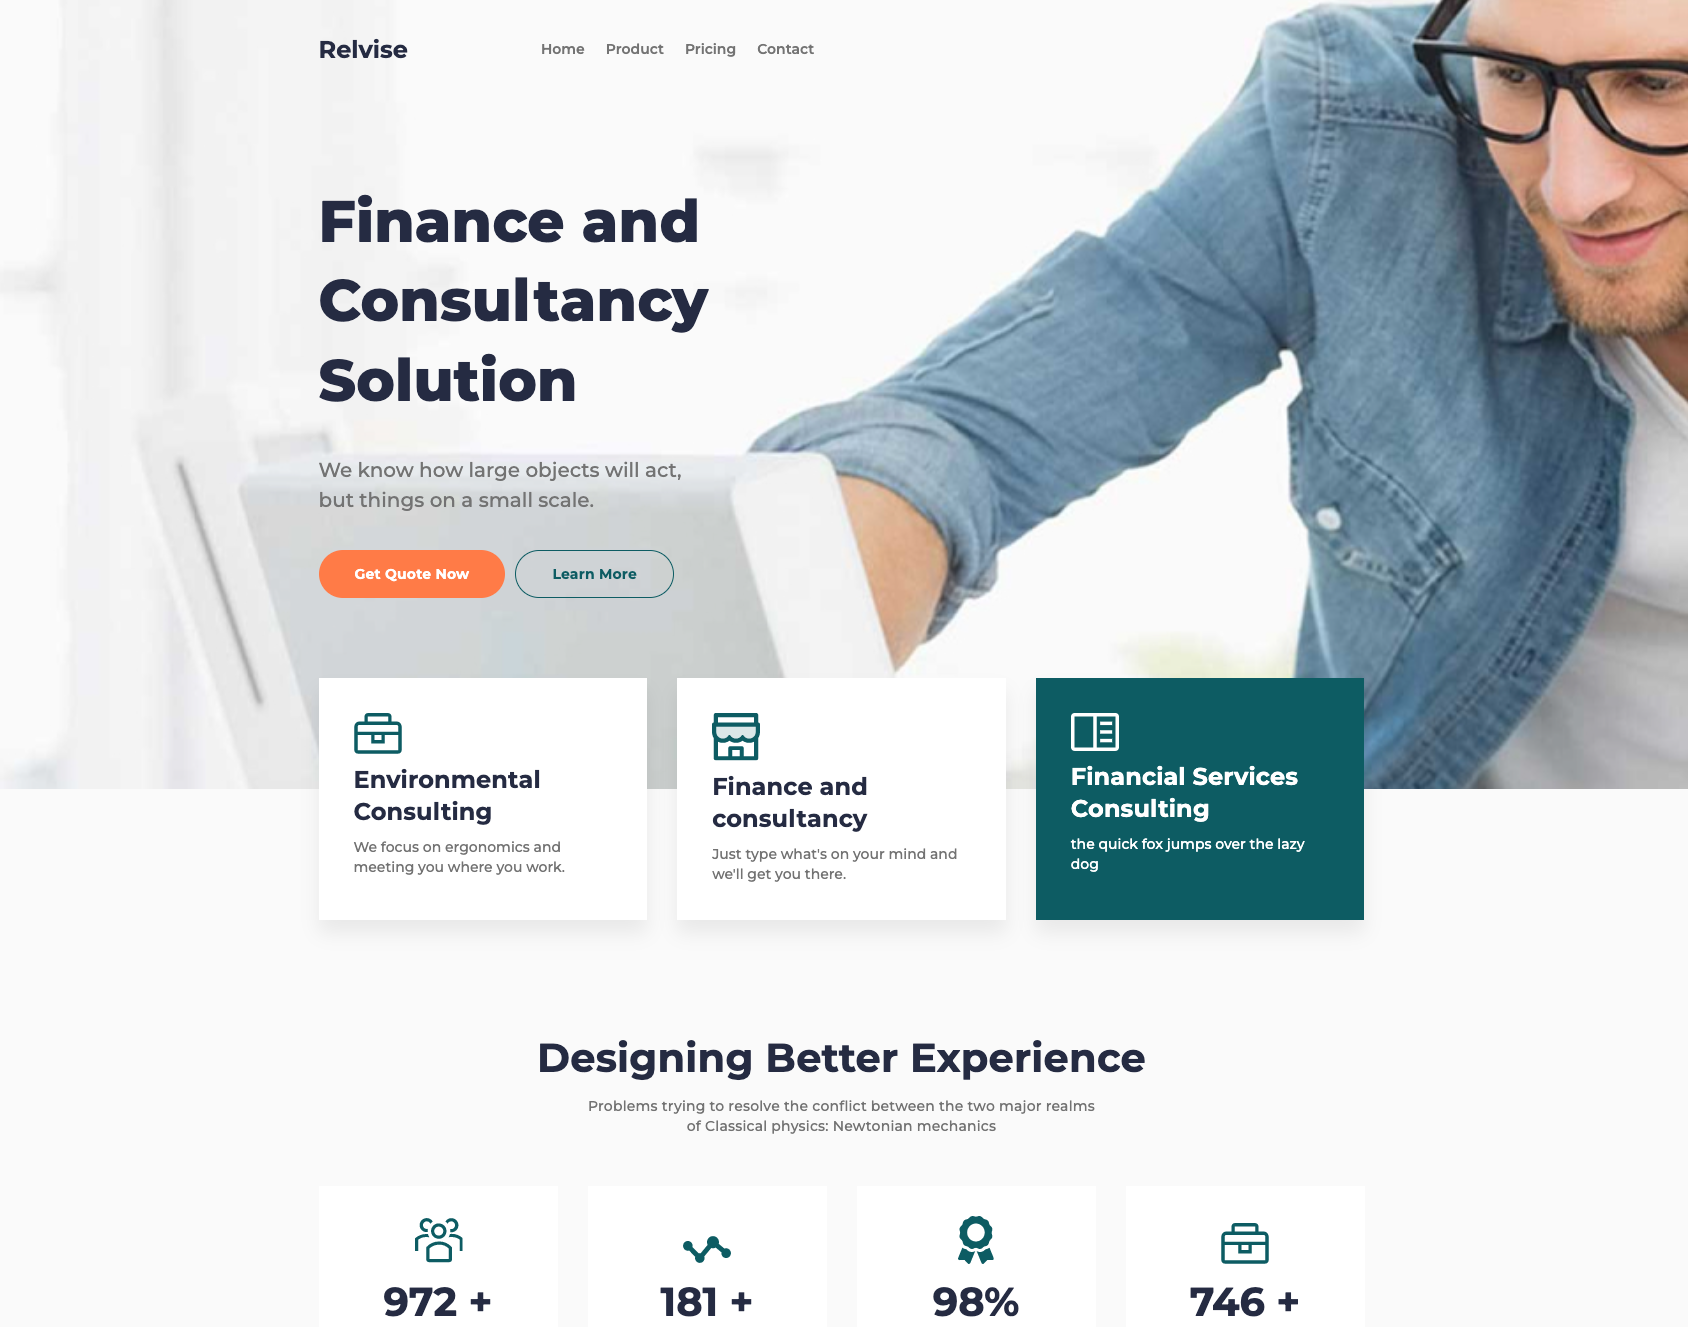 Relvise
Home Product Pricing Contact
Finance and
Consultancy
Solution
We know how large objects will act,
but things on a small scale.
Get Quote Now Learn More
Environmental
Consulting
We focus on ergonomics and
meeting you where you work.
Finance and
consultancy
Just type what's on your mind and
we'll get you there.
Financial Services
Consulting
the quick fox jumps over the lazy
dog
Designing Better Experience
Problems trying to resolve the conflict between the two major realms
of Classical physics: Newtonian mechanics
972 +
181 +
98%
746 +